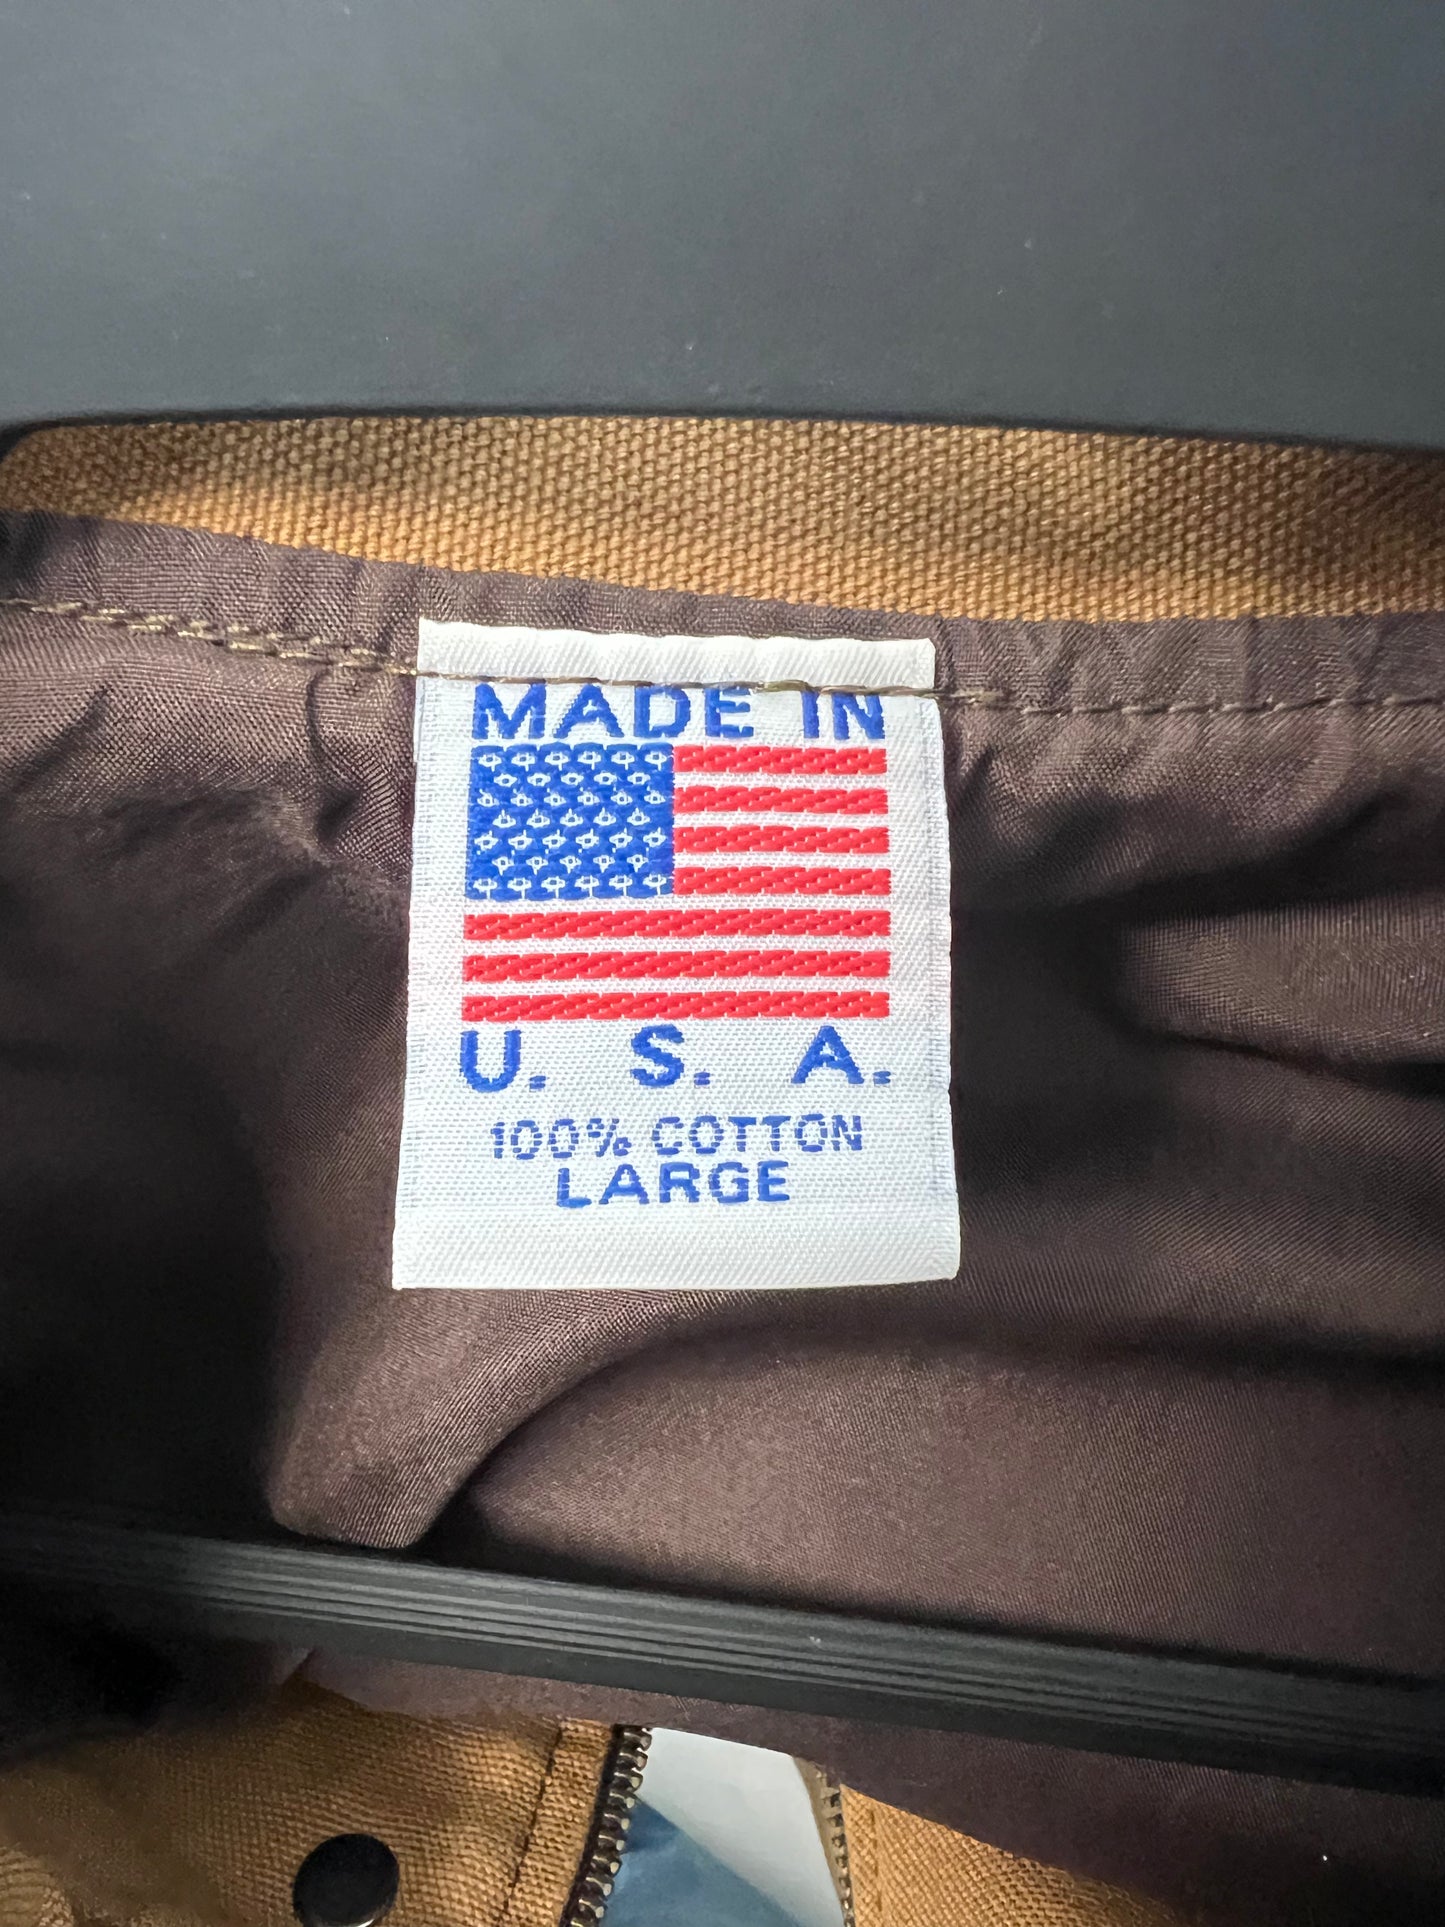 MADE IN
U. S. A.
100% COTTON
LARGE